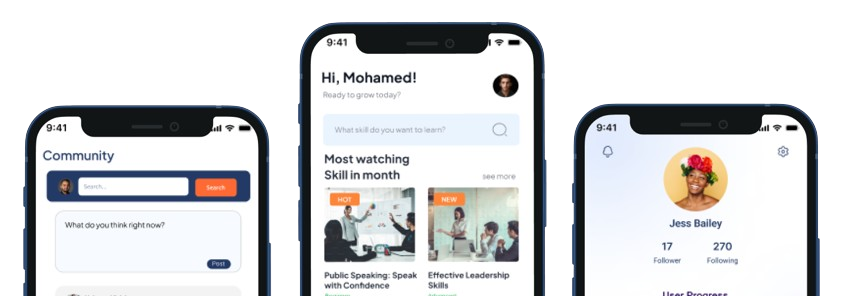 9:41
Community
Search...
Search
What do you think right now?
Post
9:41
Hi, Mohamed!
Ready to grow today?
What skill do you want to learn?
Most watching
Skill in month
see more
HOT
NEW
Public Speaking: Speak
with Confidence
Effective Leadership
Skills
9:41
Jess Bailey
17
270
Follower
Following
User Progress